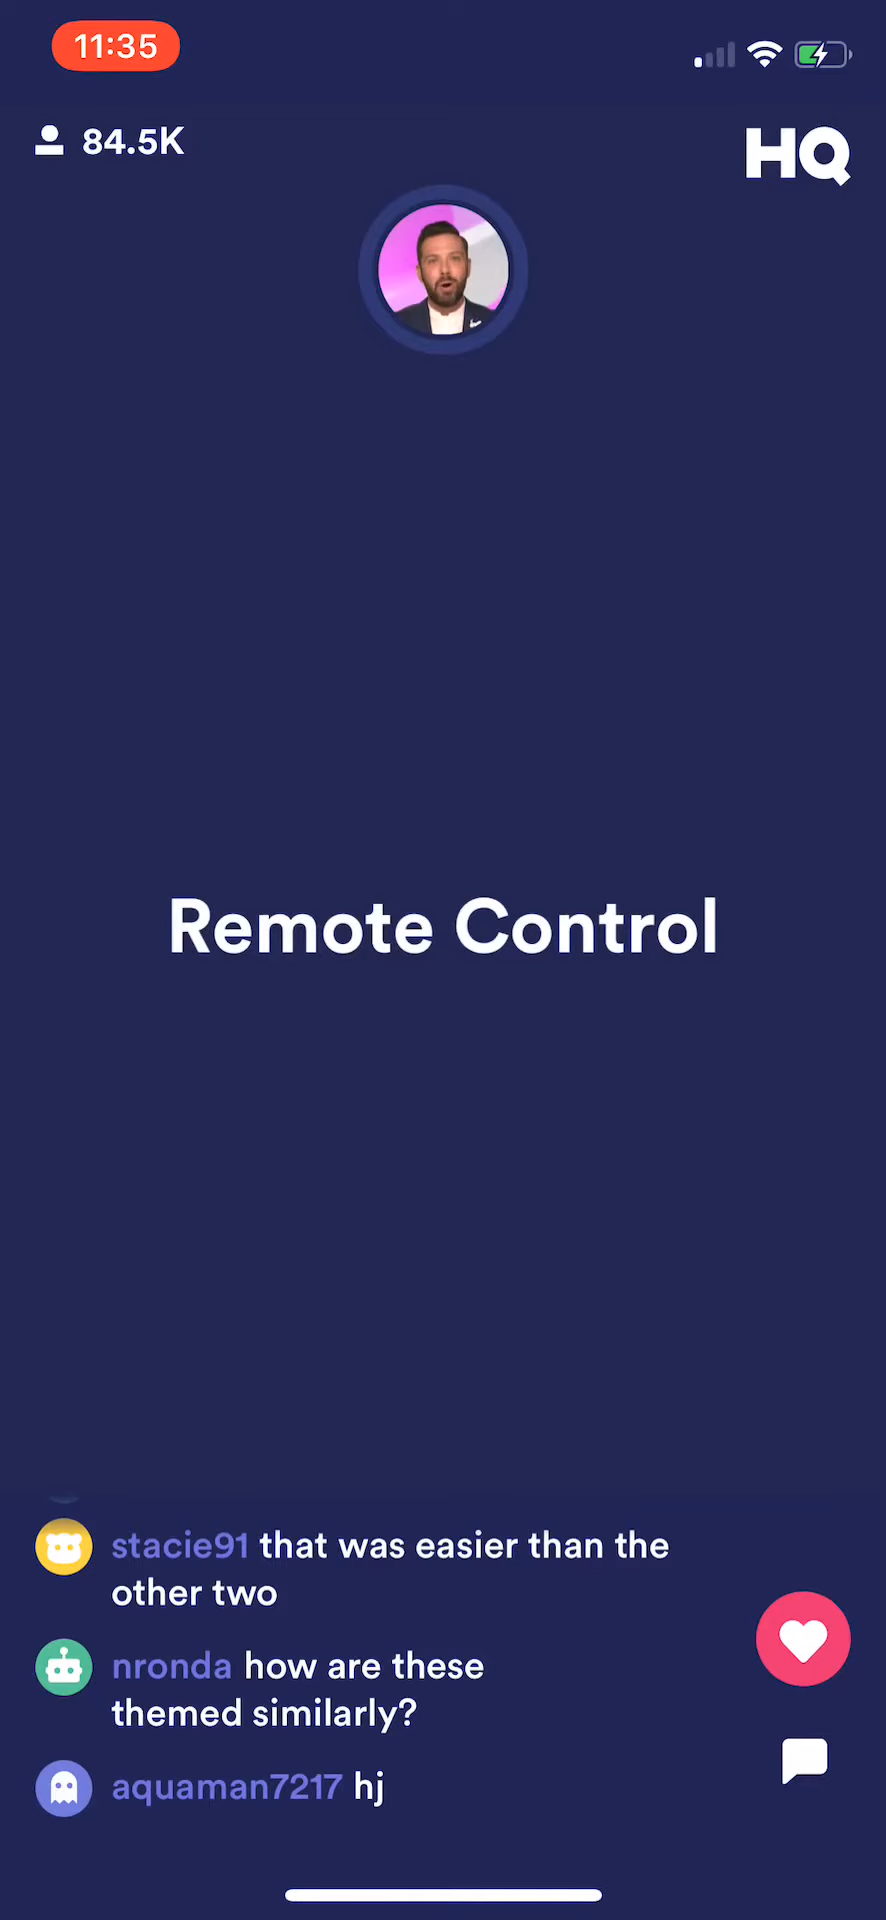 11:35
84.5K
HQ
Remote Control
stacie91 that was easier than the
other two
nronda how are these
themed similarly?
aquaman7217 hj